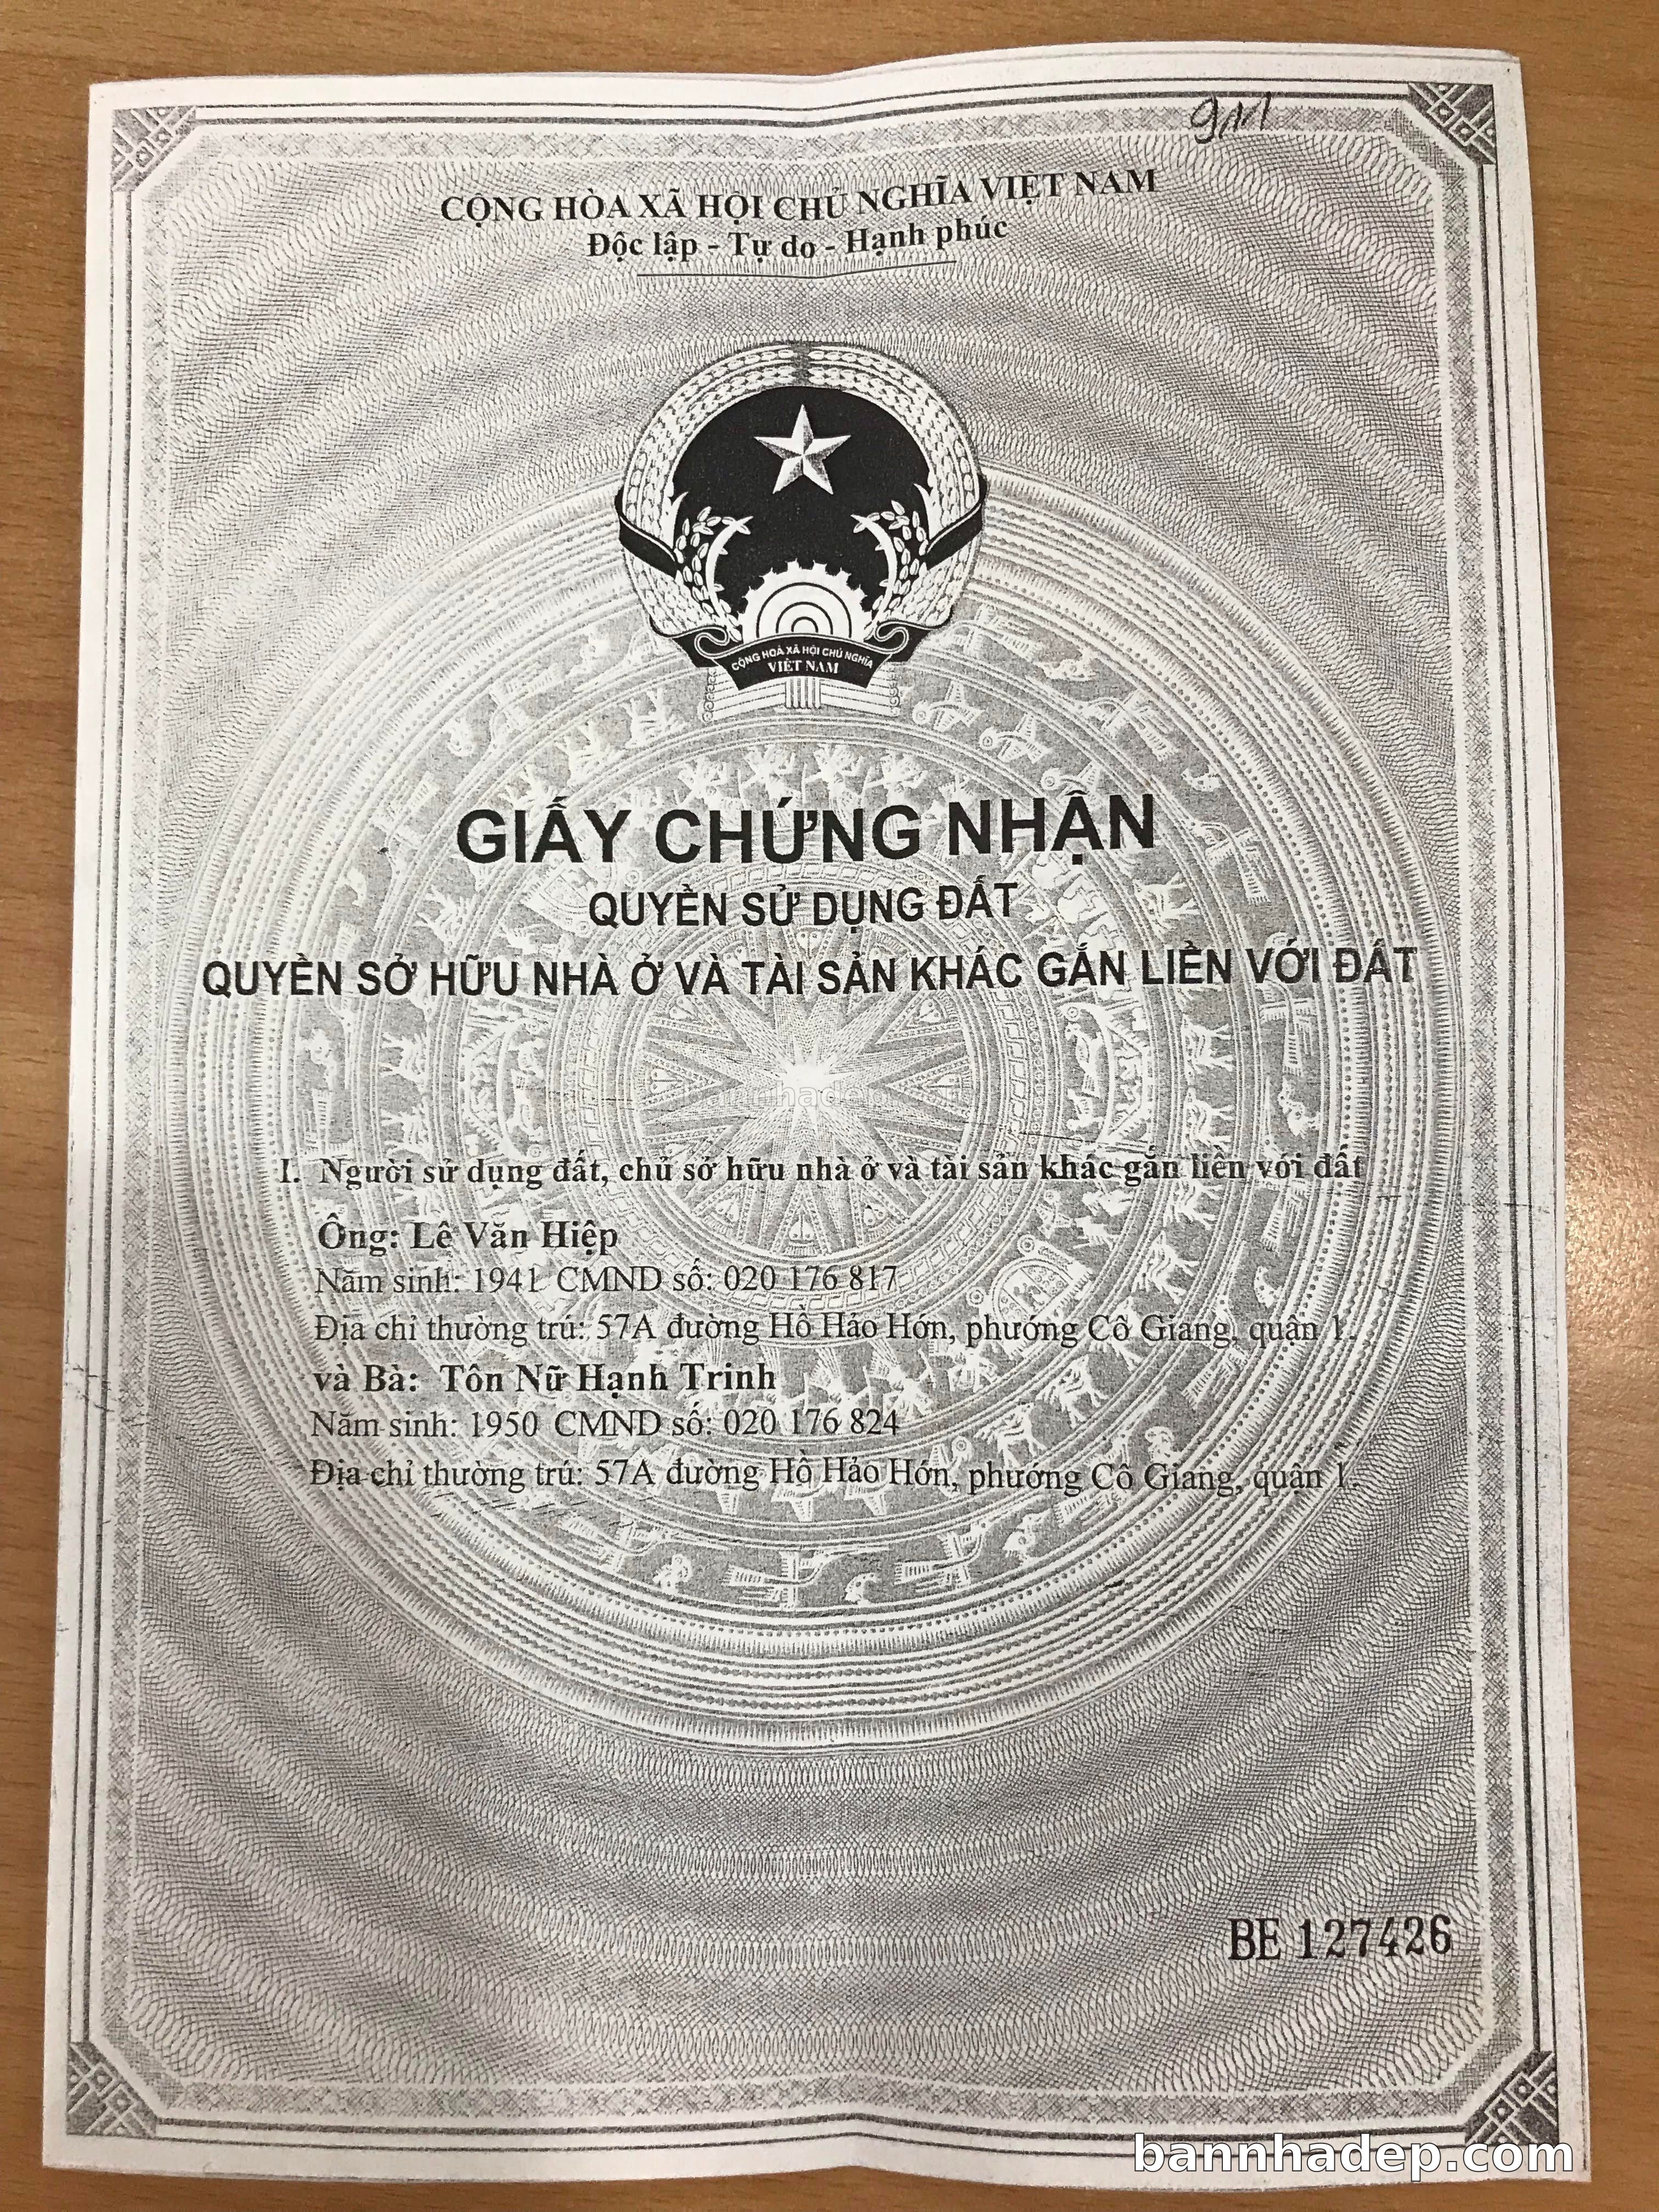 CỘNG HÒA XÃ HỘI CHỦ NGHĨA VIỆT NAM
Độc lập - Tự do - Hạnh phúc
CỘNG HOÀ XÃ HỘI CHỦ NGHĨA
VIỆT NAM
GIẤY CHỨNG NHẬN
QUYỀN SỬ DỤNG ĐẤT
QUYỀN SỞ HỮU NHÀ Ở VÀ TÀI SẢN KHÁC GẮN LIỀN VỚI ĐẤT
bannhadep.com
I. Người sử dụng đất, chủ sở hữu nhà ở và tài sản khác gắn liền với đất
Ông: Lê Văn Hiệp
Năm sinh: 1941 CMND số: 020 176 817
Địa chỉ thường trú: 57A đường Hồ Hảo Hớn, phường Cô Giang, quận 1.
và Bà: Tôn Nữ Hạnh Trinh
Năm sinh: 1950 CMND số: 020 176 824
Địa chỉ thường trú: 57A đường Hồ Hảo Hớn, phường Cô Giang, quận 1.
BE 127426
bannhadep.com